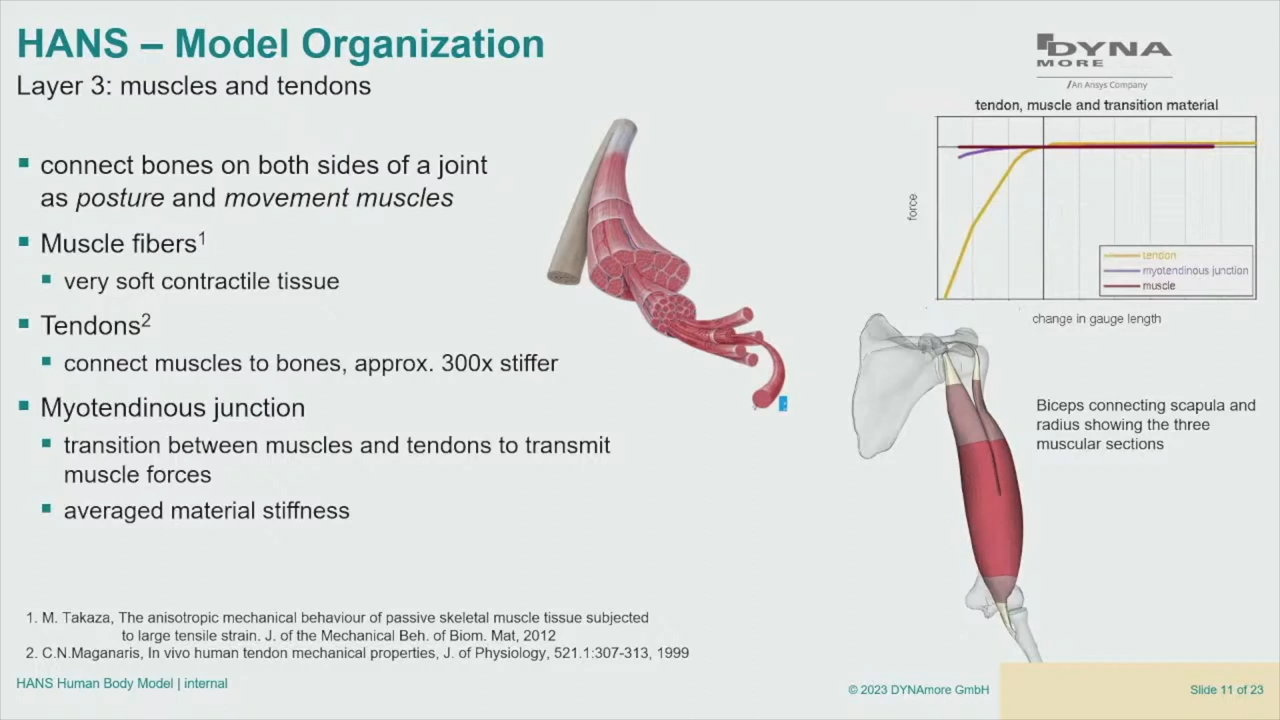 HANS – Model Organization
Layer 3: muscles and tendons
DYNA
MORE
/An Ansys Company
connect bones on both sides of a joint
as posture and movement muscles
Muscle fibers1
very soft contractile tissue
Tendons2
connect muscles to bones, approx. 300x stiffer
Myotendinous junction
transition between muscles and tendons to transmit
muscle forces
averaged material stiffness
tendon, muscle and transition material
force
tendon
myotendinous junction
muscle
change in gauge length
Biceps connecting scapula and
radius showing the three
muscular sections
1. M. Takaza, The anisotropic mechanical behaviour of passive skeletal muscle tissue subjected
to large tensile strain. J. of the Mechanical Beh. of Biom. Mat, 2012
2. C.N.Maganaris, In vivo human tendon mechanical properties, J. of Physiology, 521.1:307-313, 1999
HANS Human Body Model | internal
© 2023 DYNAmore GmbH
Slide 11 of 23